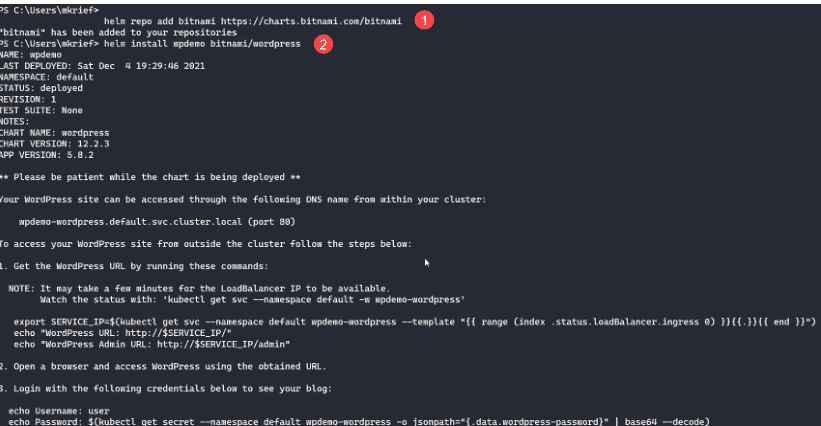 PS C:\Users\mkrief>
helm repo add bitnami https://charts.bitnami.com/bitnami 1
"bitnami" has been added to your repositories
PS C:\Users\mkrief> helm install wpdemo bitnami/wordpress 2
NAME: wpdemo
LAST DEPLOYED: Sat Dec  4 19:29:46 2021
NAMESPACE: default
STATUS: deployed
REVISION: 1
TEST SUITE: None
NOTES:
CHART NAME: wordpress
CHART VERSION: 12.2.3
APP VERSION: 5.8.2
** Please be patient while the chart is being deployed **
Your WordPress site can be accessed through the following DNS name from within your cluster:
wpdemo-wordpress.default.svc.cluster.local (port 80)
To access your WordPress site from outside the cluster follow the steps below:
1. Get the WordPress URL by running these commands:
NOTE: It may take a few minutes for the LoadBalancer IP to be available.
Watch the status with: 'kubectl get svc --namespace default -w wpdemo-wordpress'
export SERVICE_IP=$(kubectl get svc --namespace default wpdemo-wordpress --template "{{ range (index .status.loadBalancer.ingress 0) }}{{.}}{{ end }}")
echo "WordPress URL: http://$SERVICE_IP/"
echo "WordPress Admin URL: http://$SERVICE_IP/admin"
2. Open a browser and access WordPress using the obtained URL.
3. Login with the following credentials below to see your blog:
echo Username: user
echo Password: $(kubectl get secret --namespace default wpdemo-wordpress -o jsonpath="{.data.wordpress-password}" | base64 --decode)